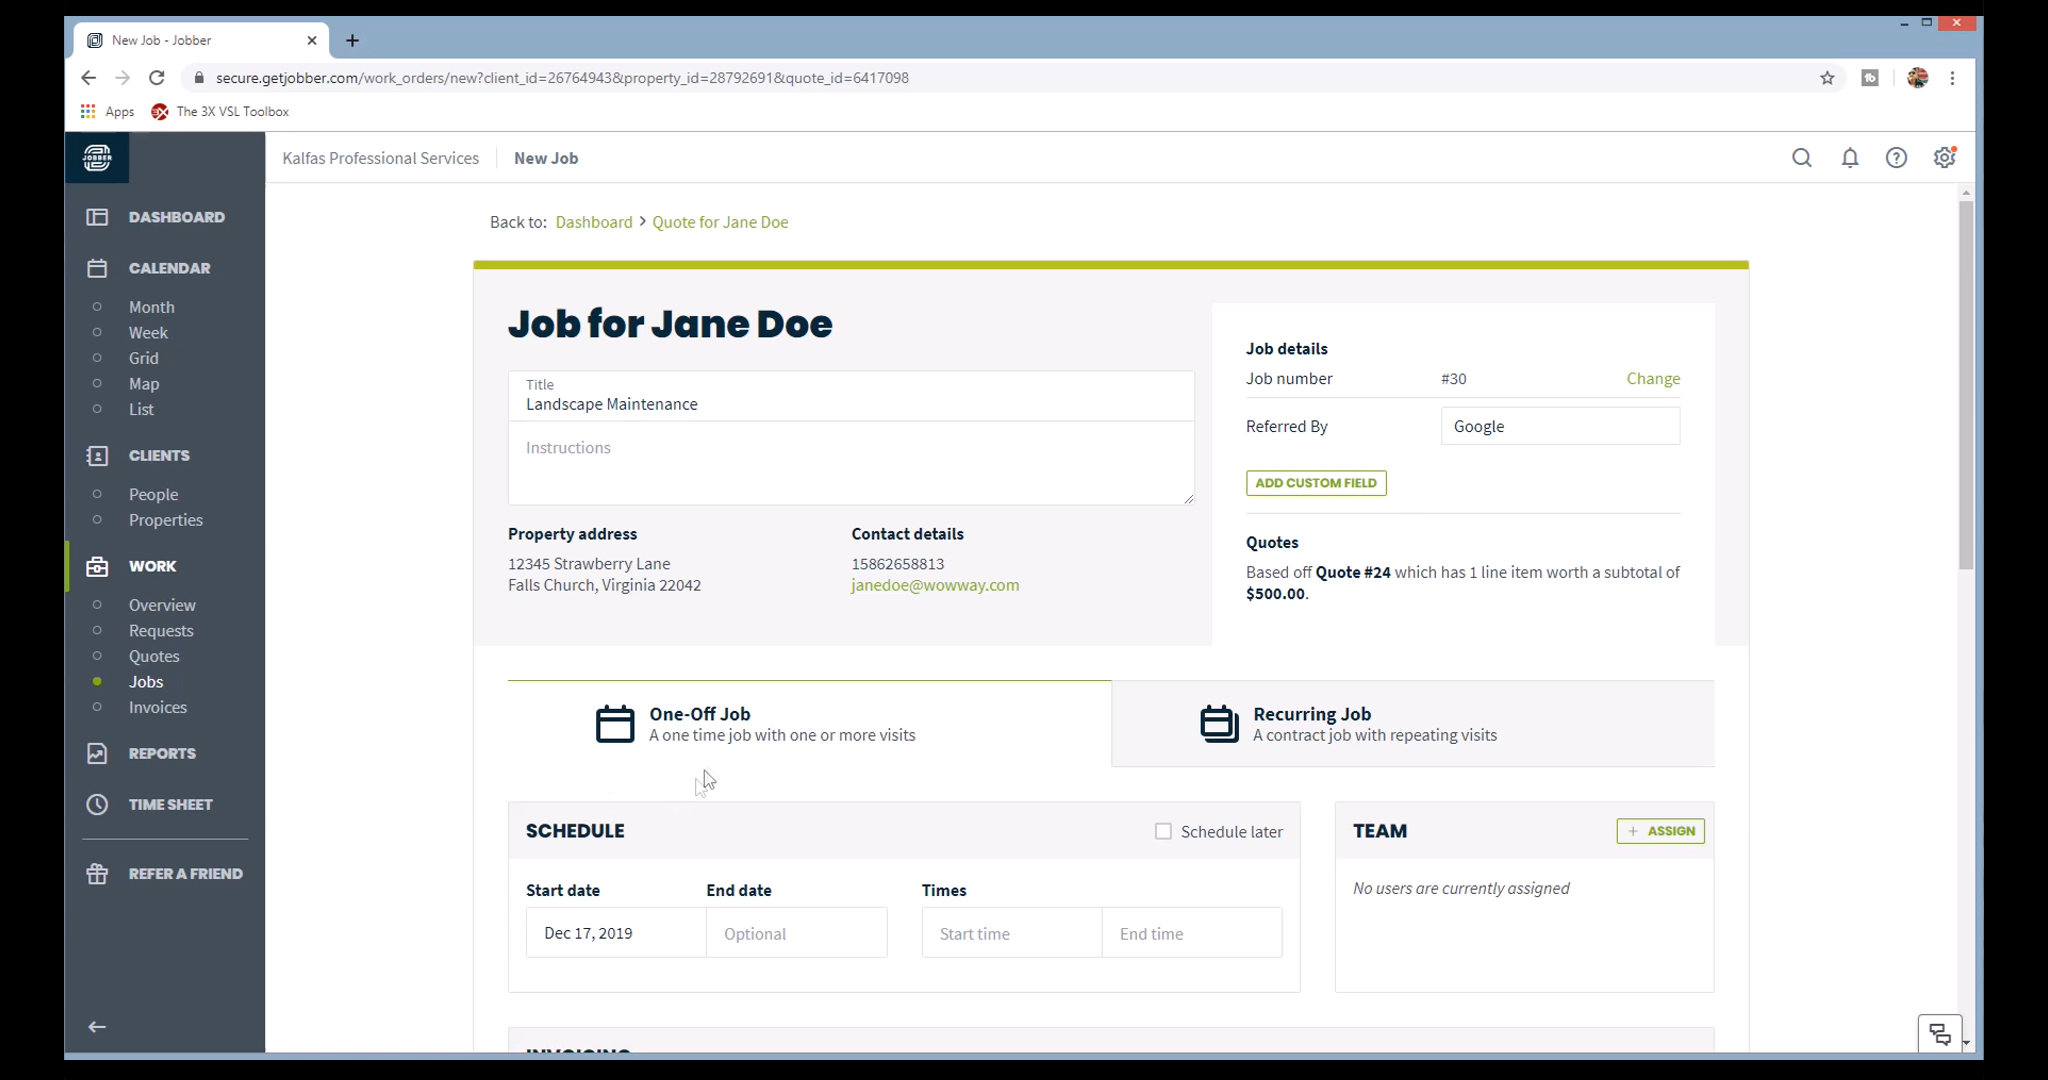 New Job - Jobber
secure.getjobber.com/work_orders/new?client_id=26764943&property_id=28792691&quote_id=6417098
Apps
The 3X VSL Toolbox
JOBBER
Kalfas Professional Services
New Job
DASHBOARD
CALENDAR
Month
Week
Grid
Map
List
CLIENTS
People
Properties
WORK
Overview
Requests
Quotes
Jobs
Invoices
REPORTS
TIME SHEET
REFER A FRIEND
Back to: Dashboard > Quote for Jane Doe
Job for Jane Doe
Title
Landscape Maintenance
Instructions
Property address
12345 Strawberry Lane
Falls Church, Virginia 22042
Contact details
15862658813
janedoe@wowway.com
Job details
Job number #30 Change
Referred By Google
ADD CUSTOM FIELD
Quotes
Based off Quote #24 which has 1 line item worth a subtotal of
$500.00.
One-Off Job
A one time job with one or more visits
Recurring Job
A contract job with repeating visits
SCHEDULE
Schedule later
Start date End date Times
Dec 17, 2019 Optional Start time End time
TEAM
+ ASSIGN
No users are currently assigned
INVOICING